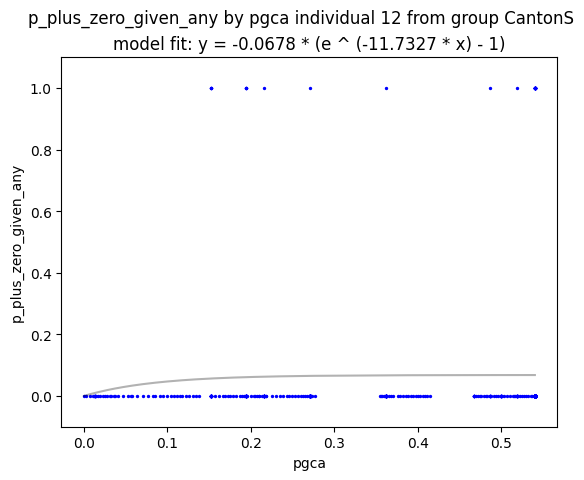 p_plus_zero_given_any by pgca individual 12 from group CantonS
model fit: y = -0.0678 * (e ^ (-11.7327 * x) - 1)
1.0
0.8
0.6
0.4
0.2
0.0
p_plus_zero_given_any
0.0 0.1 0.2 0.3 0.4 0.5
pgca